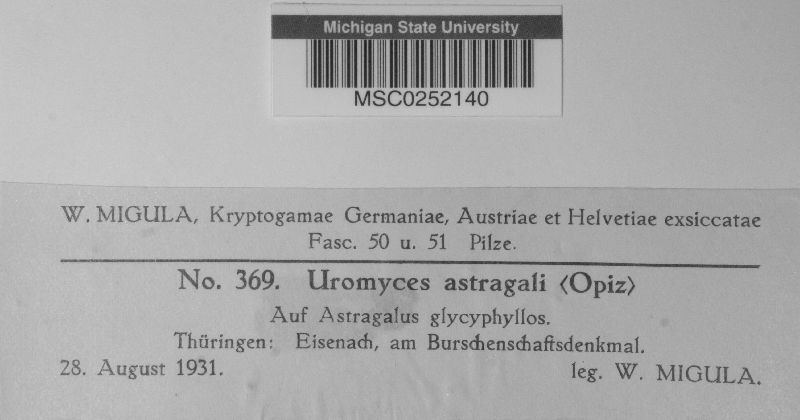 Michigan State University
MSC0252140
W. MIGULA, Kryptogamae Germaniae, Austriae et Helvetiae exsiccatae
Fasc. 50 u. 51 Pilze.
No. 369. Uromyces astragali ⟨Opiz⟩
Auf Astragalus glycyphyllos.
Thüringen: Eisenach, am Burschenschaftsdenkmal.
28. August 1931. leg. W. MIGULA.